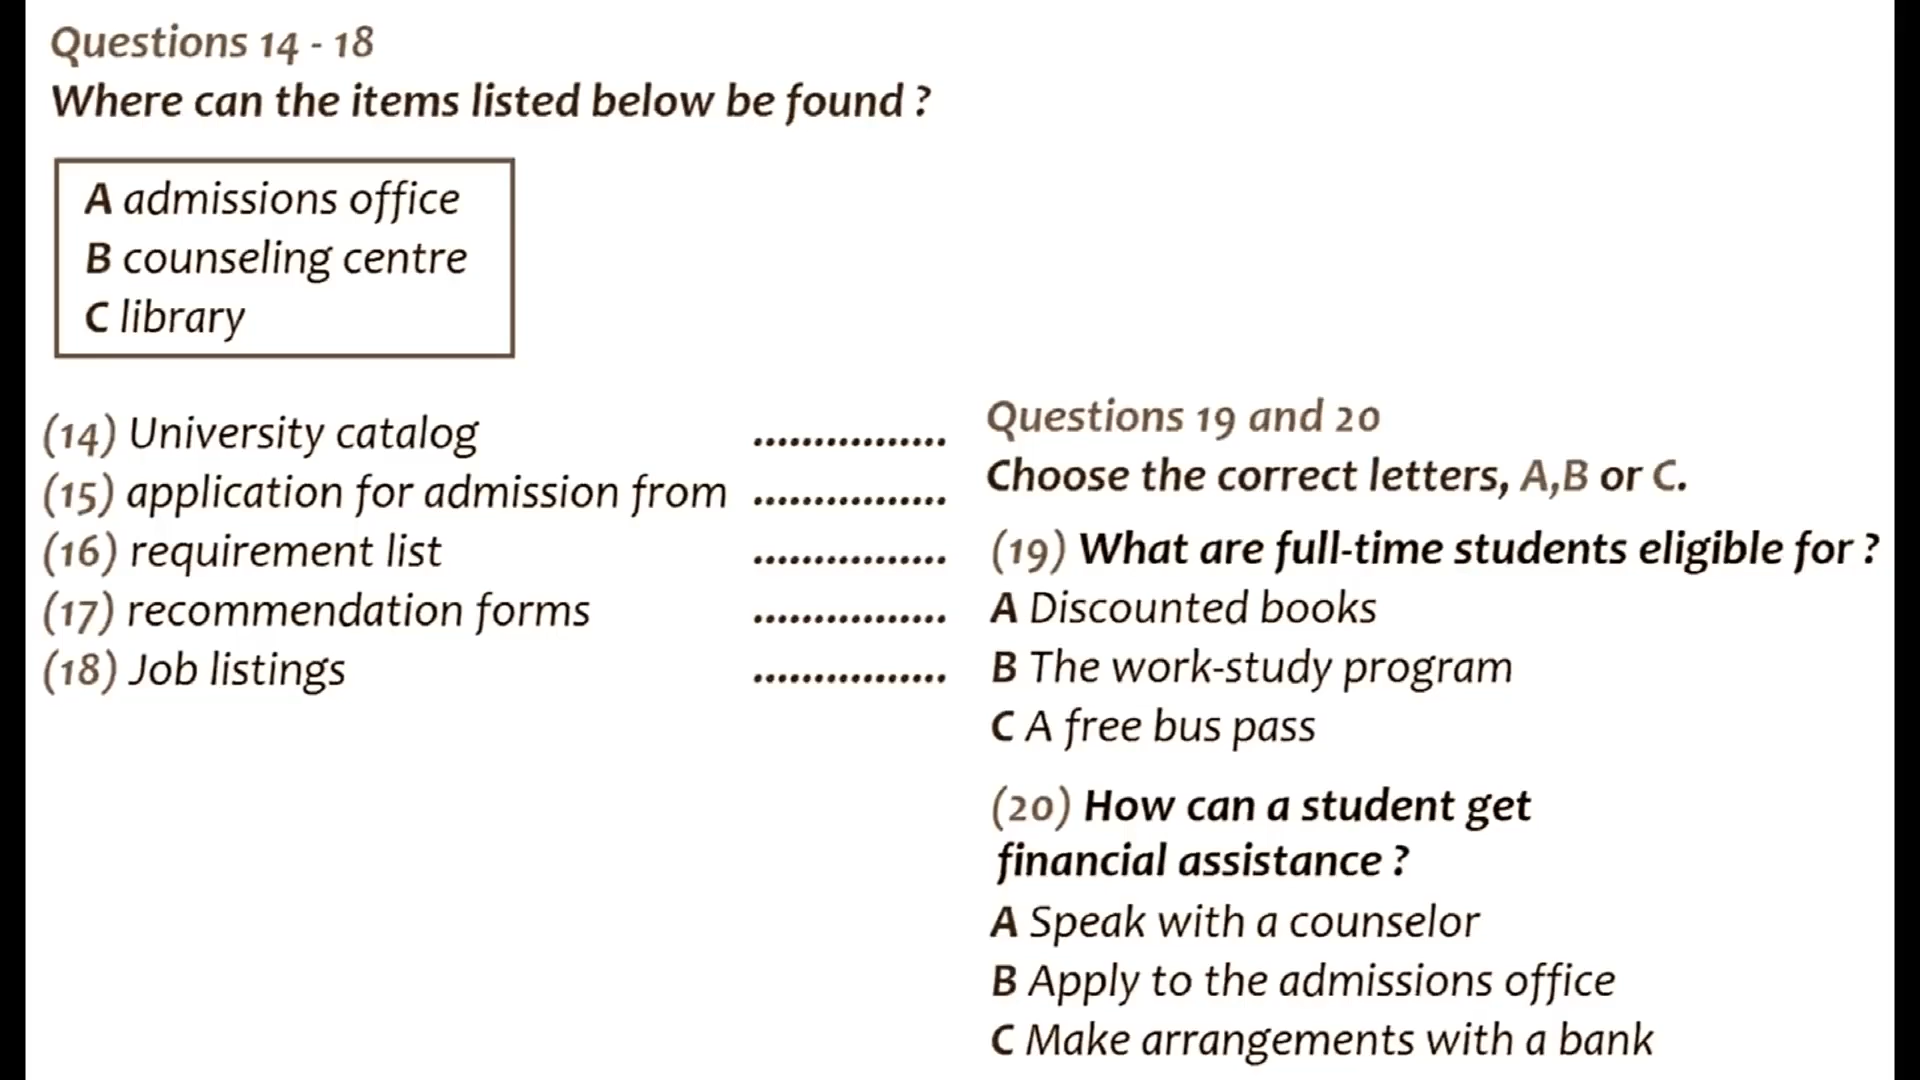 Questions 14 - 18
Where can the items listed below be found ?
A admissions office
B counseling centre
C library
(14) University catalog ................
(15) application for admission from ................
(16) requirement list ................
(17) recommendation forms ................
(18) Job listings ................
Questions 19 and 20
Choose the correct letters, A,B or C.
(19) What are full-time students eligible for ?
A Discounted books
B The work-study program
C A free bus pass
(20) How can a student get
financial assistance ?
A Speak with a counselor
B Apply to the admissions office
C Make arrangements with a bank